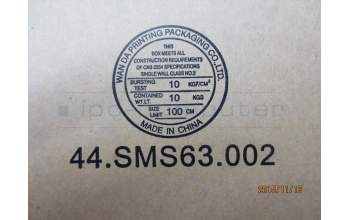 WAN DA PRINTING PACKAGING CO.,LTD.
THIS
BOX MEETS ALL
CONSTRUCTION REQUIREMENTS
OF CHG 2004 SPECIFICATIONS
SINGLE WALL CLASS NO.2
BURSTING TEST 10 KGF/CM²
CONTAINED WT.LT. 10 KGS
SIZE LIMIT 100 CM
MADE IN CHINA
44.SMS63.002